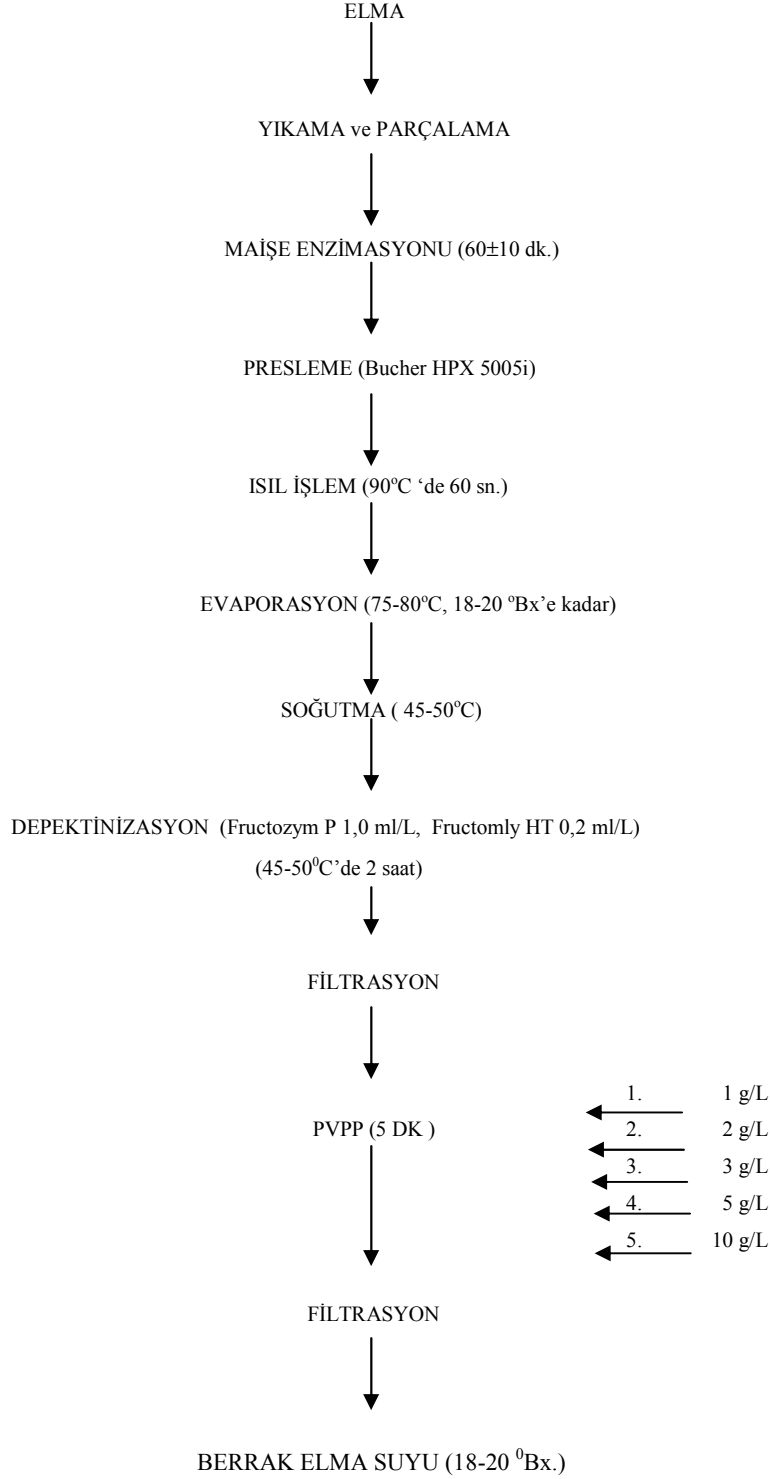 ELMA
YIKAMA ve PARÇALAMA
MAİŞE ENZİMASYONU (60±10 dk.)
PRESLEME (Bucher HPX 5005i)
ISIL İŞLEM (90°C ‘de 60 sn.)
EVAPORASYON (75-80°C, 18-20 °Bx’e kadar)
SOĞUTMA ( 45-50°C)
DEPEKTİNİZASYON (Fructozym P 1,0 ml/L, Fructomly HT 0,2 ml/L)
(45-50⁰C’de 2 saat)
FİLTRASYON
1. 1 g/L
PVPP (5 DK ) 2. 2 g/L
3. 3 g/L
4. 5 g/L
5. 10 g/L
FİLTRASYON
BERRAK ELMA SUYU (18-20 ⁰Bx.)